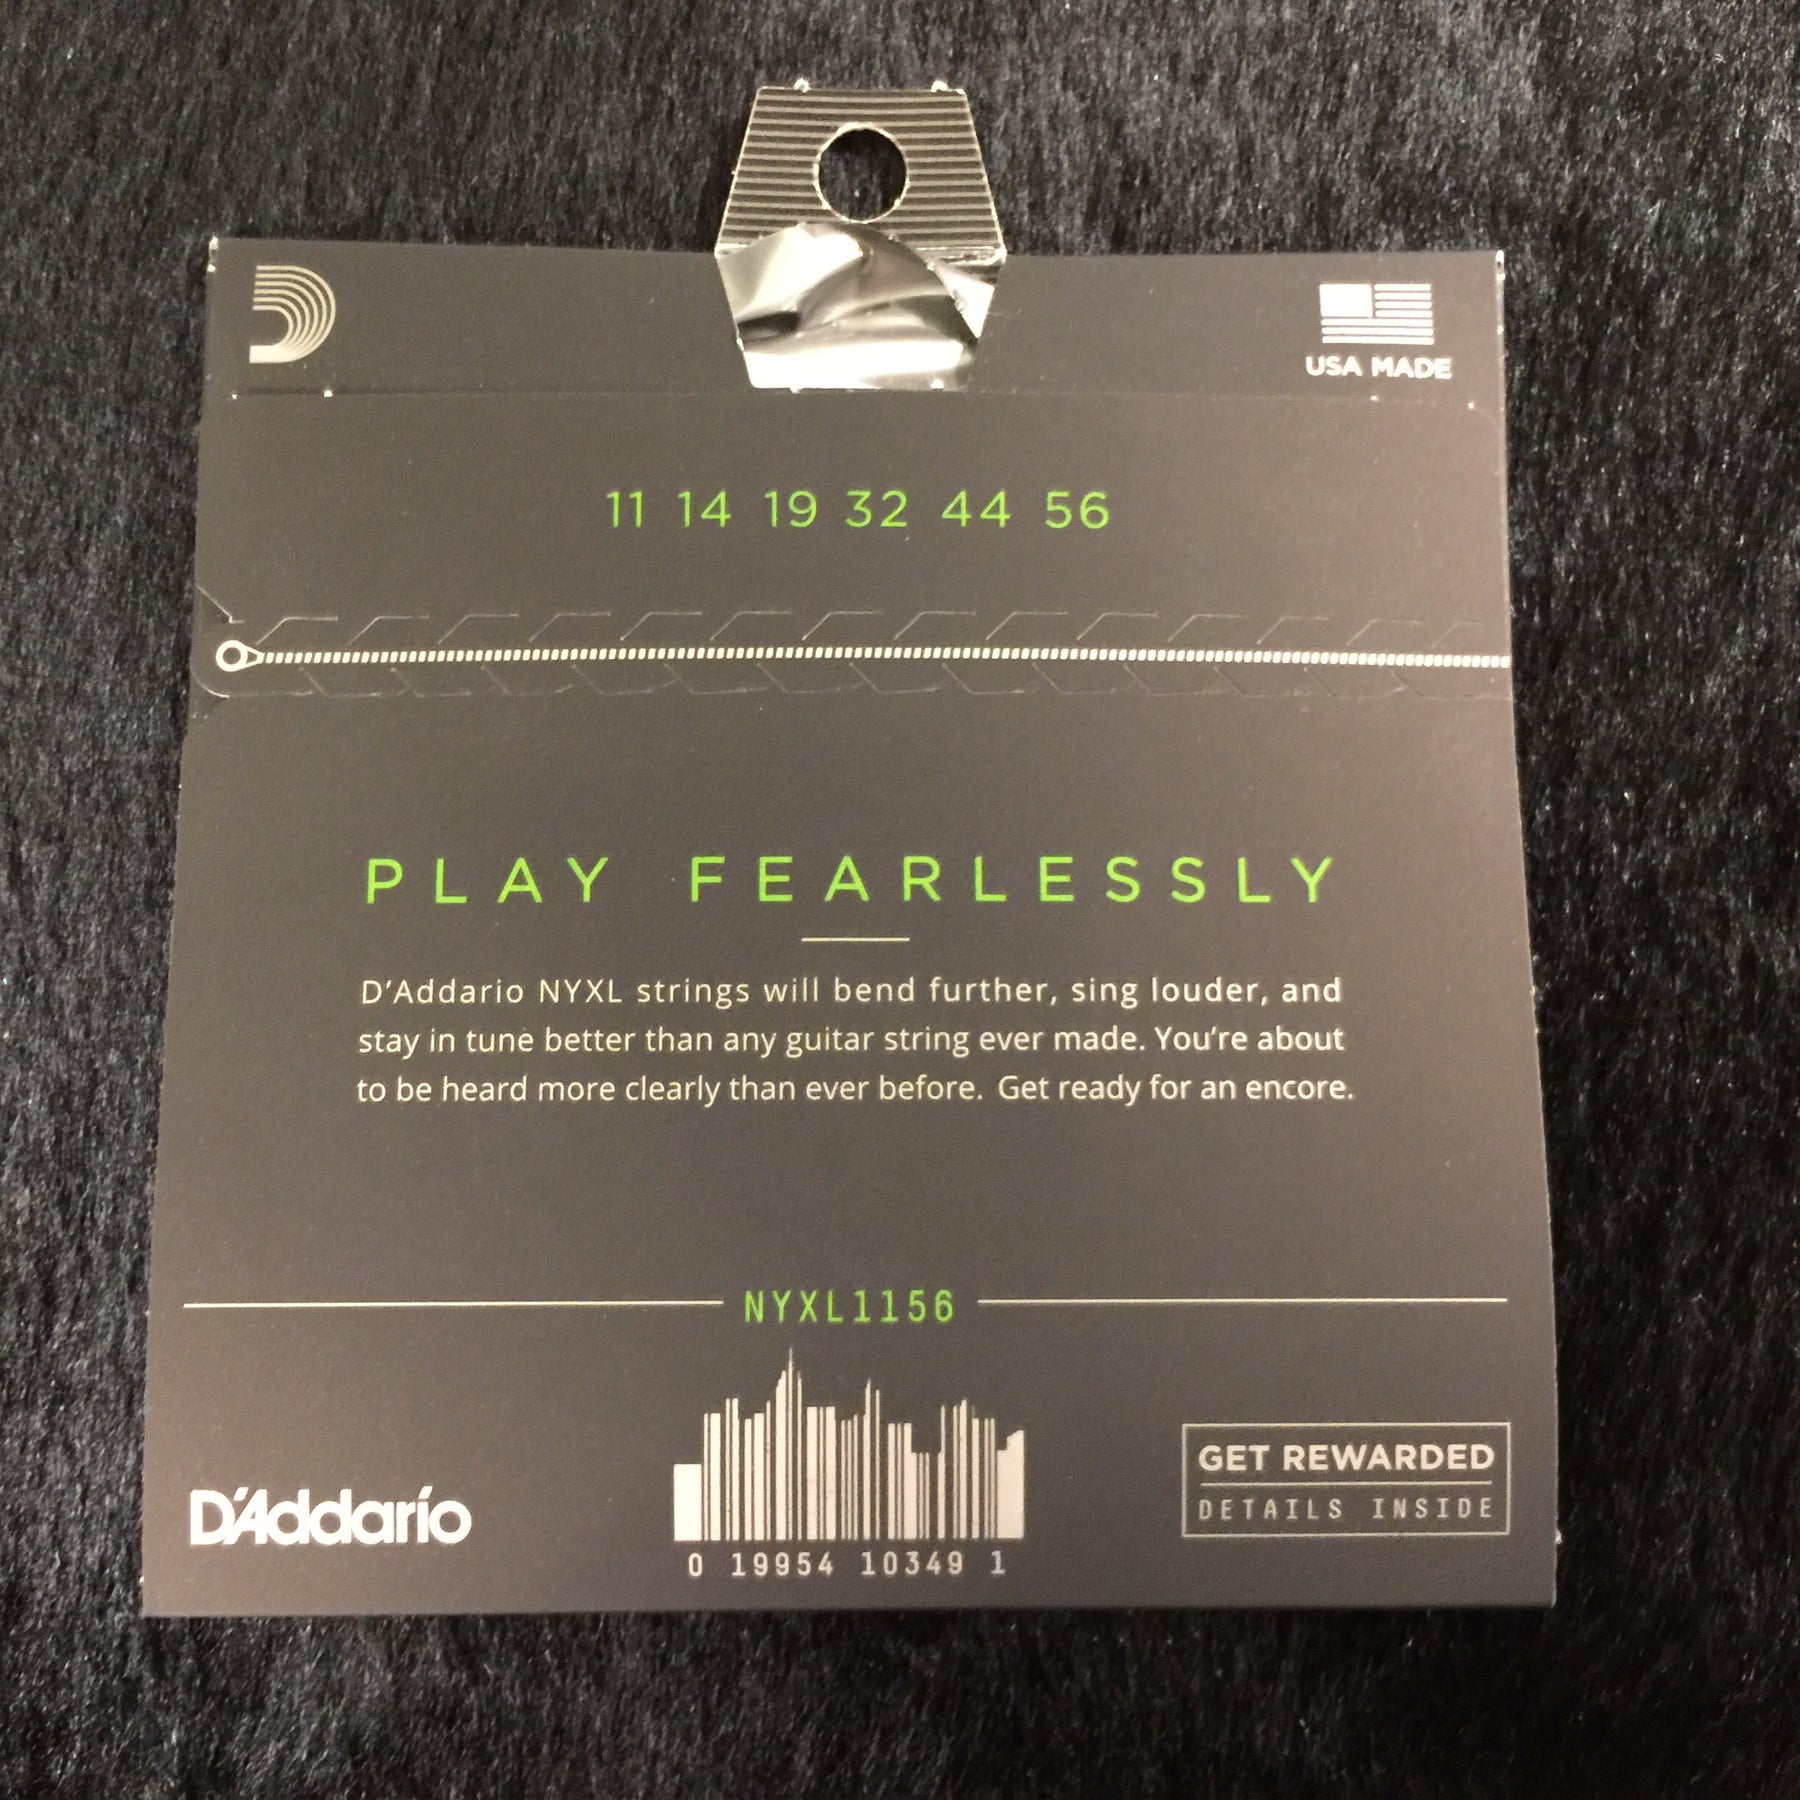 USA MADE
11 14 19 32 44 56
PLAY FEARLESSLY
D'Addario NYXL strings will bend further, sing louder, and
stay in tune better than any guitar string ever made. You're about
to be heard more clearly than ever before. Get ready for an encore.
NYXL1156
D'Addario
0 19954 10349 1
GET REWARDED
DETAILS INSIDE